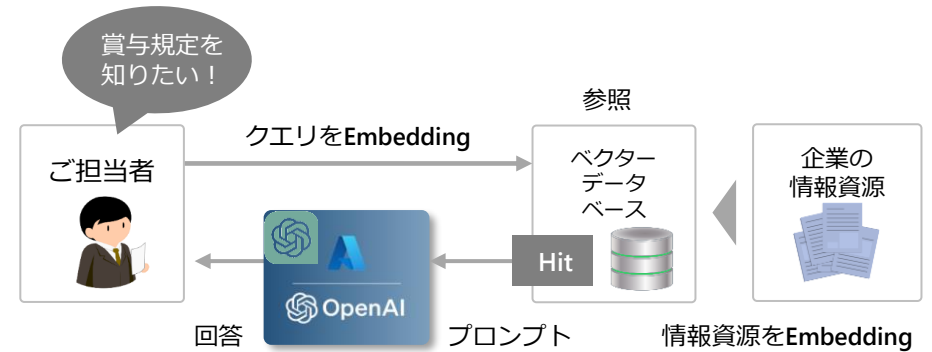 賞与規定を
知りたい！
参照
クエリをEmbedding
ご担当者
ベクター
データ
ベース
企業の
情報資源
Hit
OpenAI
回答
プロンプト
情報資源をEmbedding